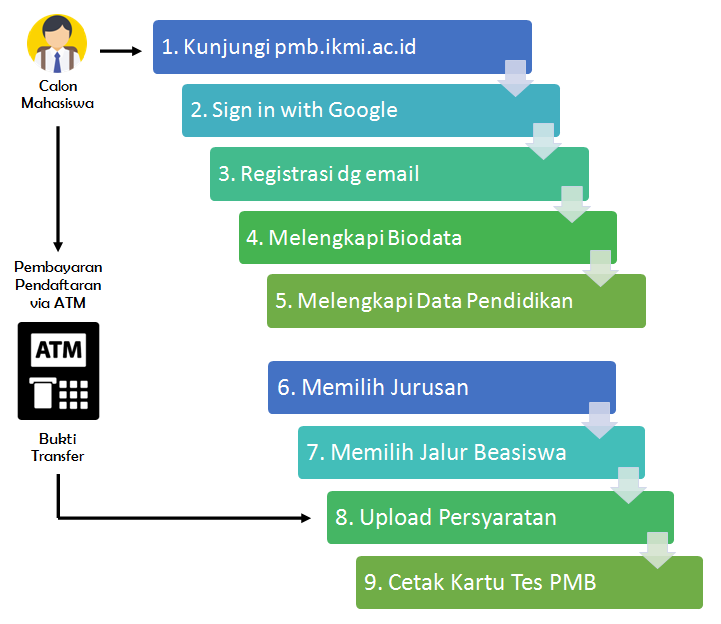 Calon
Mahasiswa
1. Kunjungi pmb.ikmi.ac.id
2. Sign in with Google
3. Registrasi dg email
4. Melengkapi Biodata
5. Melengkapi Data Pendidikan
Pembayaran
Pendaftaran
via ATM
ATM
Bukti
Transfer
6. Memilih Jurusan
7. Memilih Jalur Beasiswa
8. Upload Persyaratan
9. Cetak Kartu Tes PMB